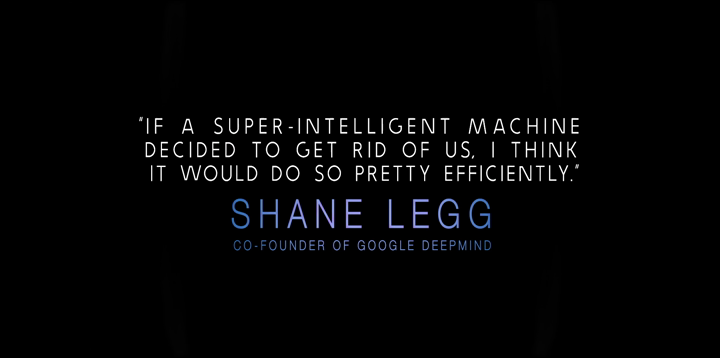 "IF A SUPER-INTELLIGENT MACHINE
DECIDED TO GET RID OF US, I THINK
IT WOULD DO SO PRETTY EFFICIENTLY."
SHANE LEGG
CO-FOUNDER OF GOOGLE DEEPMIND